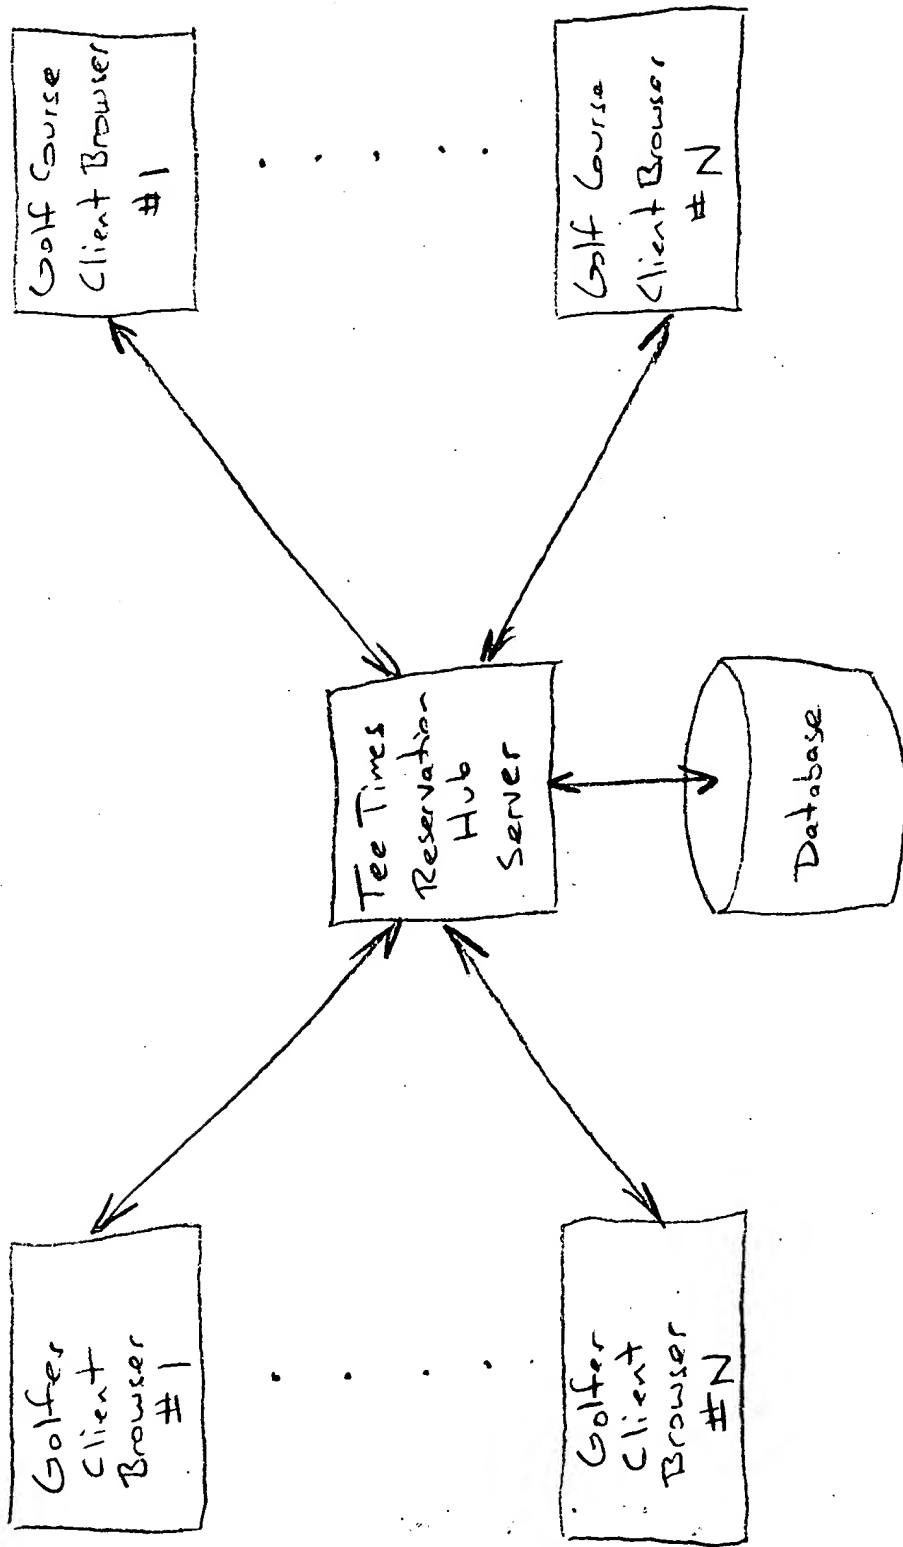 Golfer
Client
Browser
#1
Golfer
Client
Browser
#N
Tee Times
Reservation
Hub
Server
Database
Golf Course
Client Browser
#1
Golf Course
Client Browser
#N